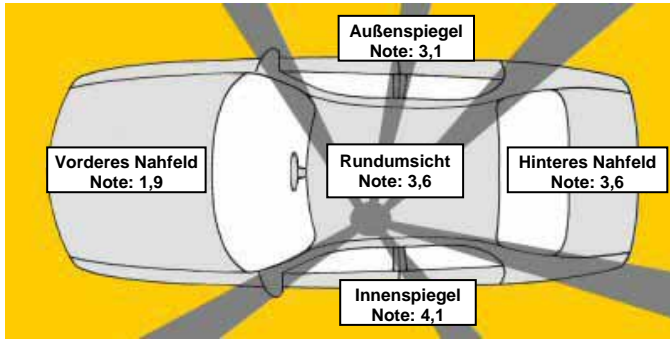 Außenspiegel
Note: 3,1
Vorderes Nahfeld
Note: 1,9
Rundumsicht
Note: 3,6
Hinteres Nahfeld
Note: 3,6
Innenspiegel
Note: 4,1